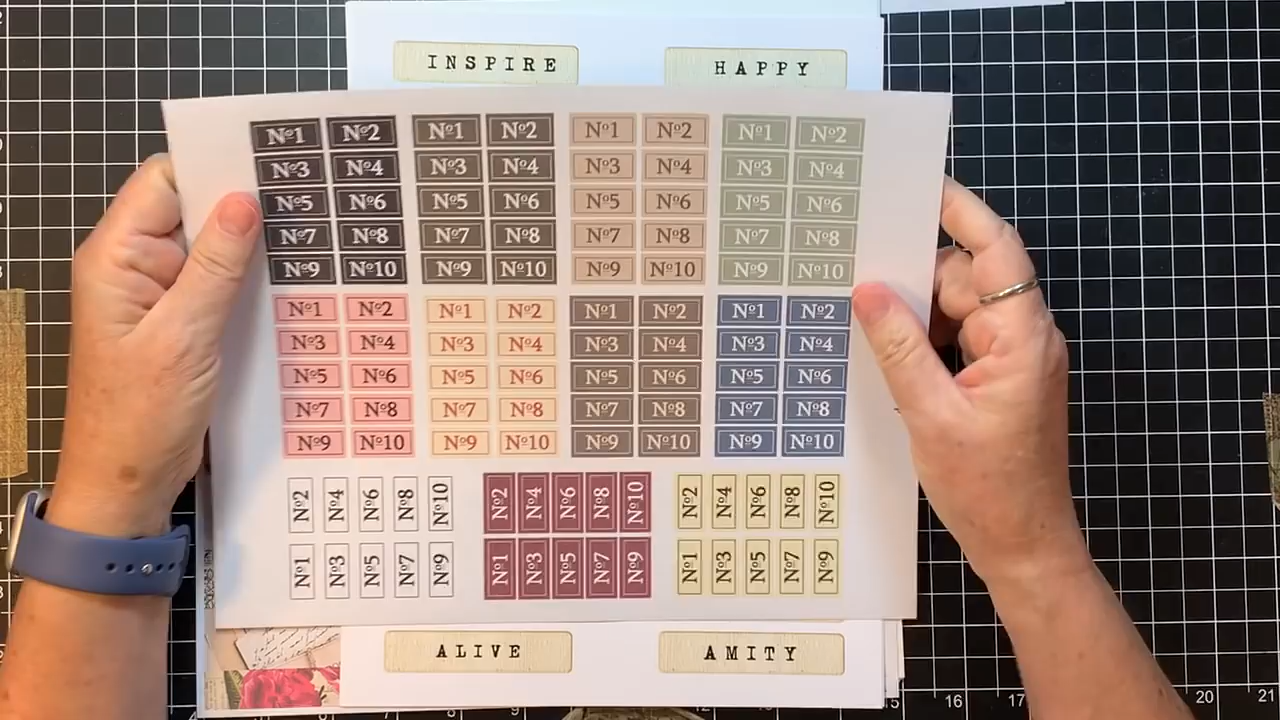 INSPIRE HAPPY
№1 №2 №1 №2 №1 №2 №1 №2
№3 №4 №3 №4 №3 №4 №3 №4
№5 №6 №5 №6 №5 №6 №5 №6
№7 №8 №7 №8 №7 №8 №7 №8
№9 №10 №9 №10 №9 №10 №9 №10
№1 №2 №1 №2 №1 №2 №1 №2
№3 №4 №3 №4 №3 №4 №3 №4
№5 №6 №5 №6 №5 №6 №5 №6
№7 №8 №7 №8 №7 №8 №7 №8
№9 №10 №9 №10 №9 №10 №9 №10
№2 №4 №6 №8 №10 №2 №4 №6 №8 №10 №2 №4 №6 №8 №10
№1 №3 №5 №7 №9 №1 №3 №5 №7 №9 №1 №3 №5 №7 №9
ALIVE AMITY
16 20 21